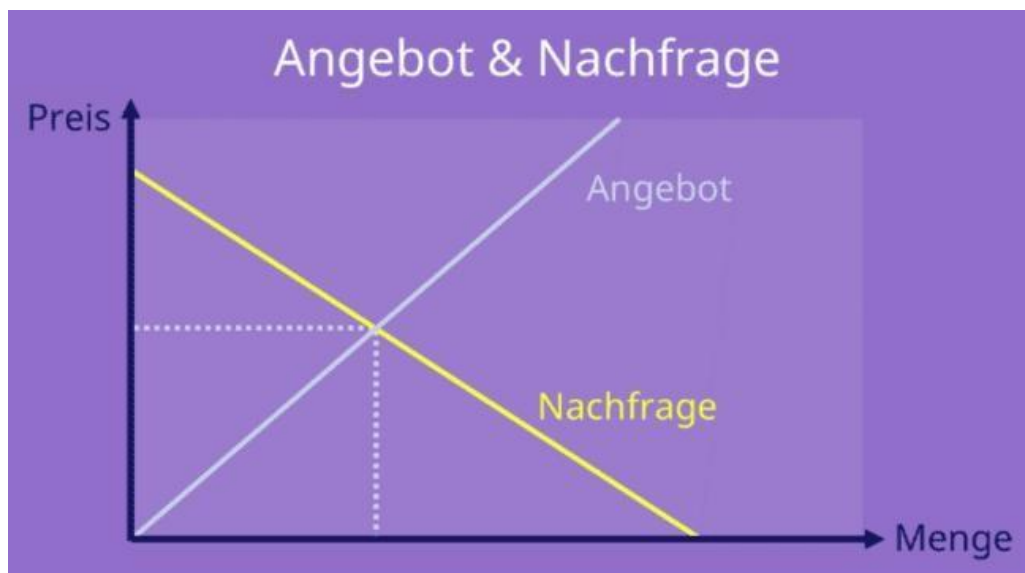 Angebot & Nachfrage
Preis
Angebot
Nachfrage
Menge